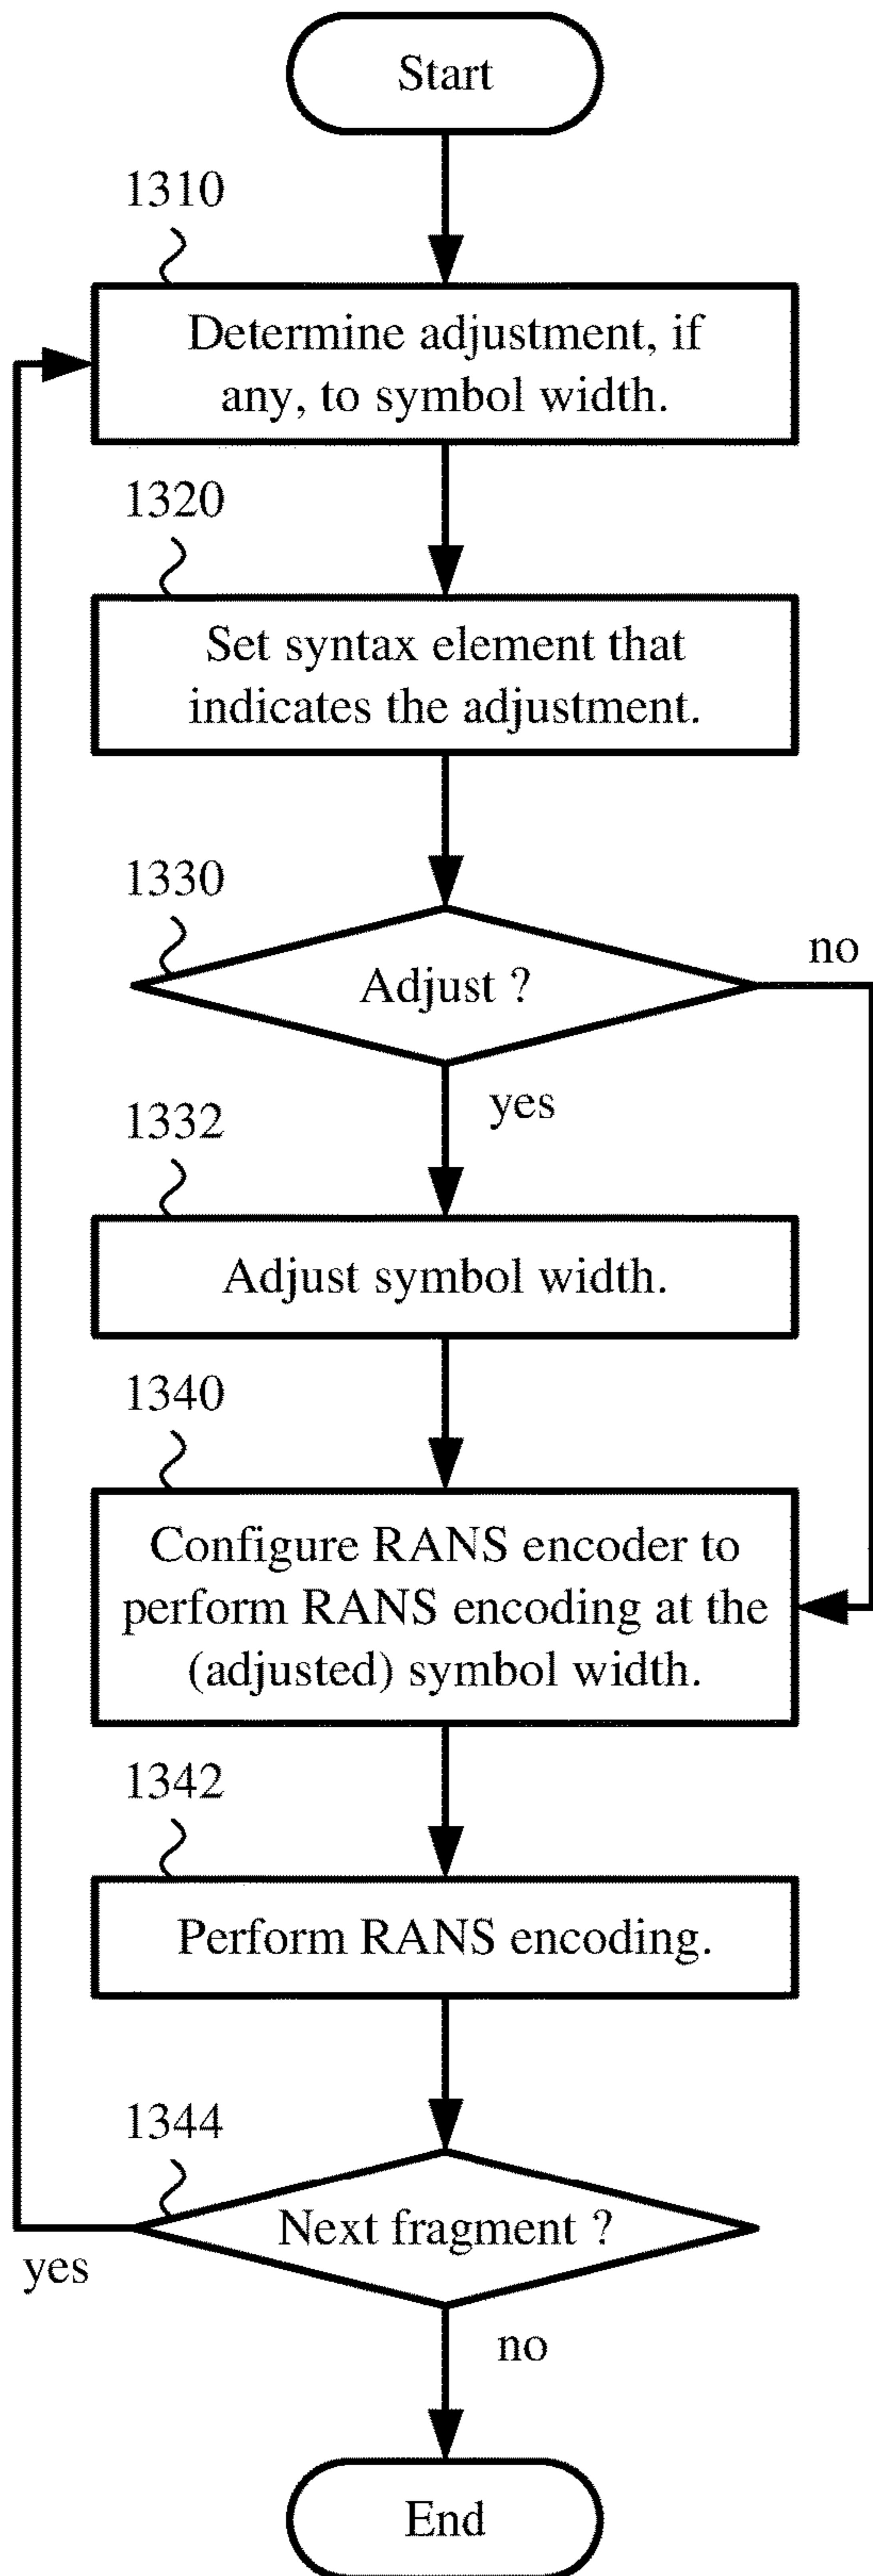 Start
1310
Determine adjustment, if
any, to symbol width.
1320
Set syntax element that
indicates the adjustment.
1330
Adjust ?
no
yes
1332
Adjust symbol width.
1340
Configure RANS encoder to
perform RANS encoding at the
(adjusted) symbol width.
1342
Perform RANS encoding.
1344
Next fragment ?
yes
no
End